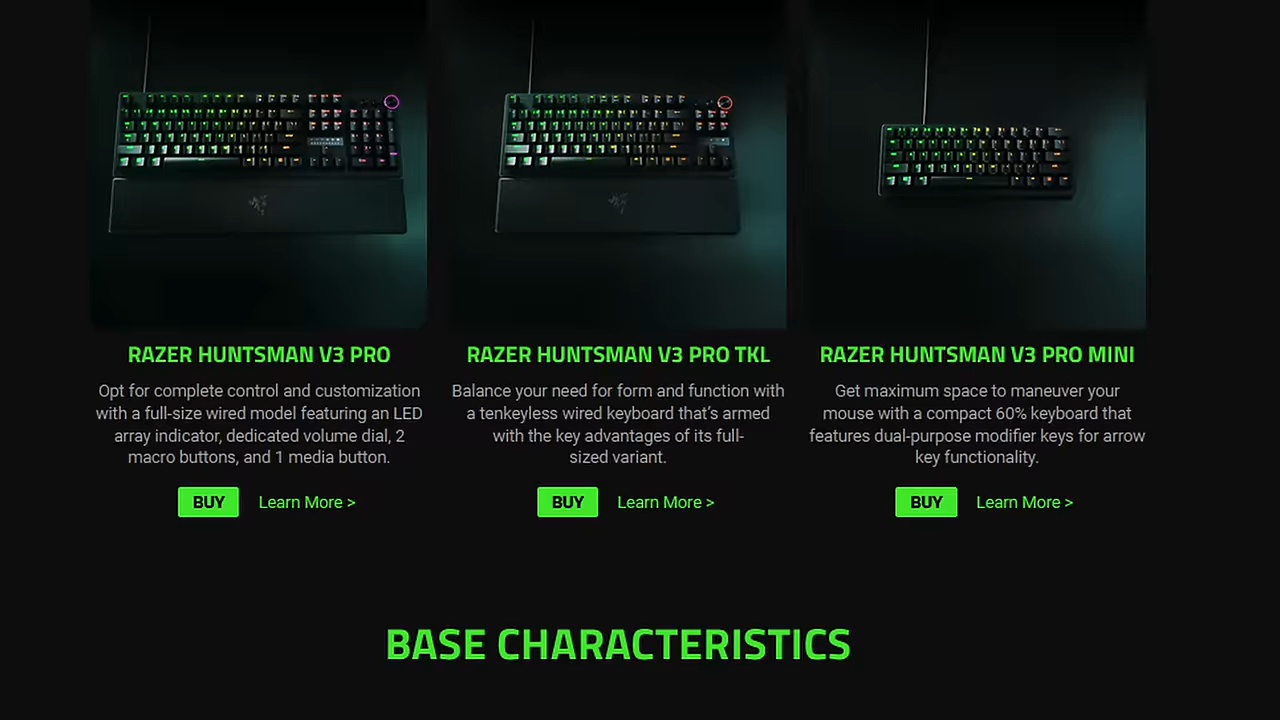 RAZER HUNTSMAN V3 PRO
Opt for complete control and customization
with a full-size wired model featuring an LED
array indicator, dedicated volume dial, 2
macro buttons, and 1 media button.
BUY Learn More >
RAZER HUNTSMAN V3 PRO TKL
Balance your need for form and function with
a tenkeyless wired keyboard that's armed
with the key advantages of its full-
sized variant.
BUY Learn More >
RAZER HUNTSMAN V3 PRO MINI
Get maximum space to maneuver your
mouse with a compact 60% keyboard that
features dual-purpose modifier keys for arrow
key functionality.
BUY Learn More >
BASE CHARACTERISTICS